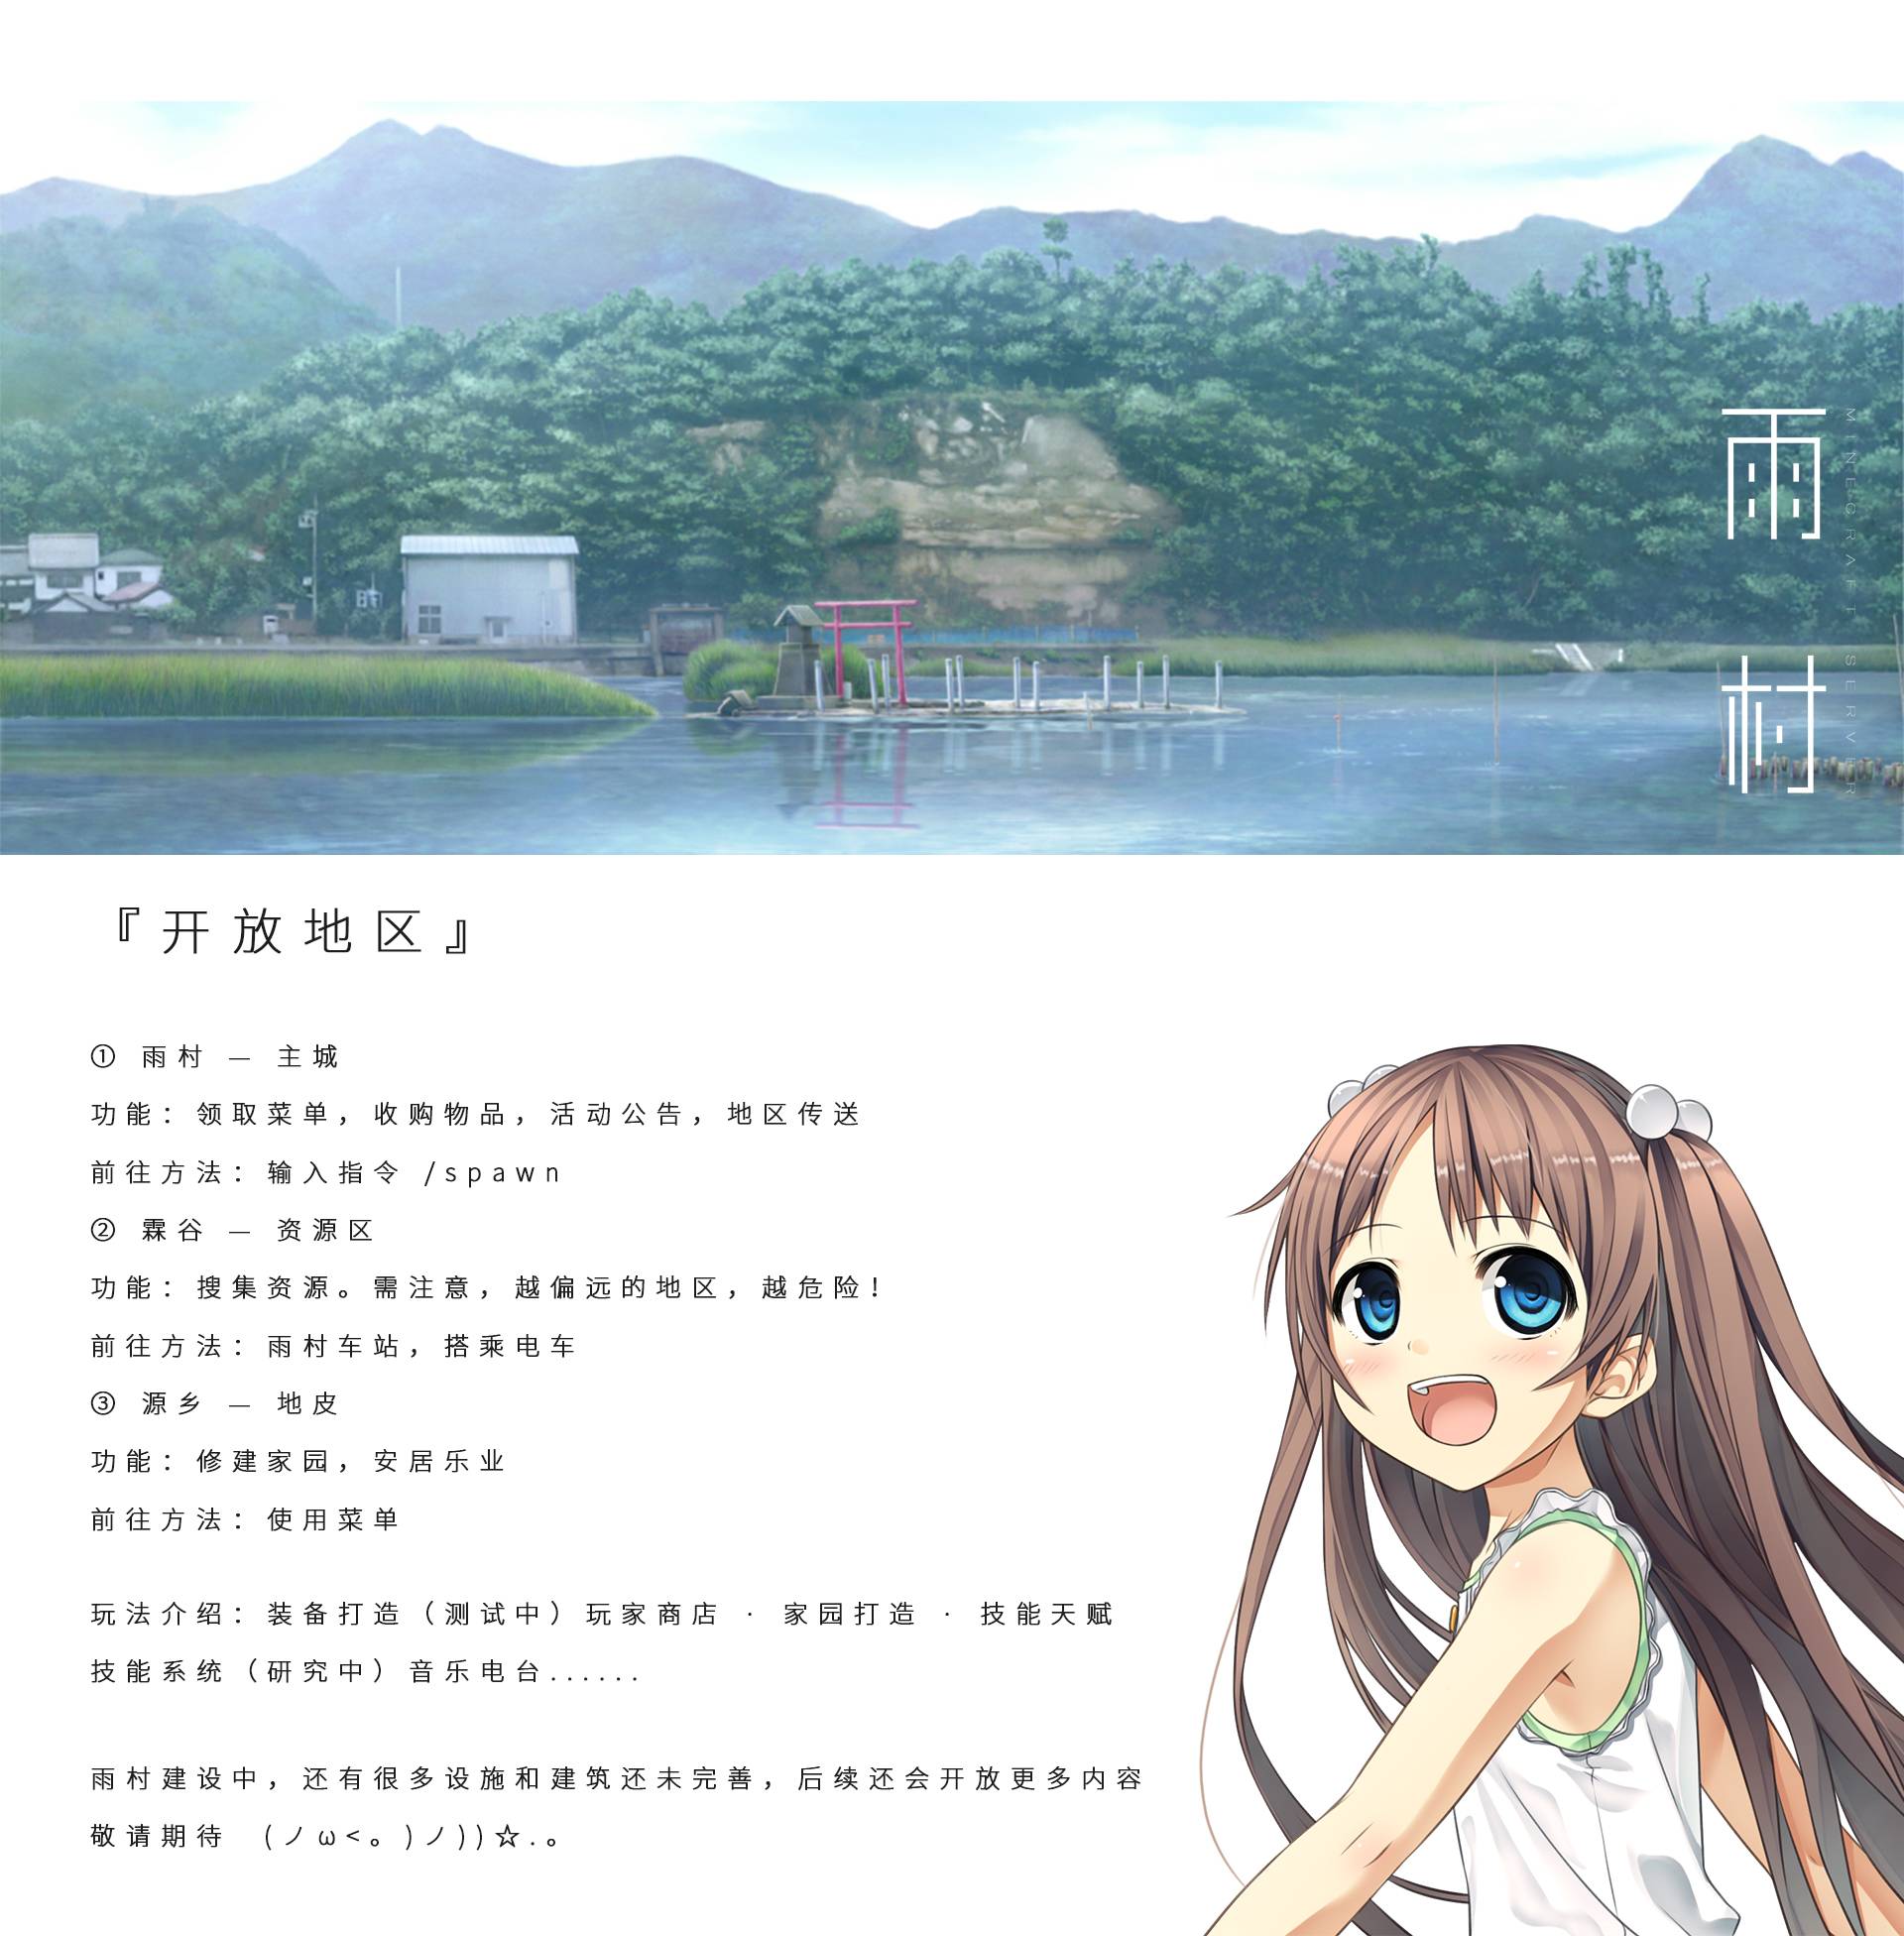 雨村
MINECRAFT SERVER
『开放地区』
① 雨村 — 主城
功能：领取菜单，收购物品，活动公告，地区传送
前往方法：输入指令 /spawn
② 霖谷 — 资源区
功能：搜集资源。需注意，越偏远的地区，越危险！
前往方法：雨村车站，搭乘电车
③ 源乡 — 地皮
功能：修建家园，安居乐业
前往方法：使用菜单
玩法介绍：装备打造（测试中）玩家商店 · 家园打造 · 技能天赋
技能系统（研究中）音乐电台......
雨村建设中，还有很多设施和建筑还未完善，后续还会开放更多内容
敬请期待 (ノω<。)ノ))☆.。